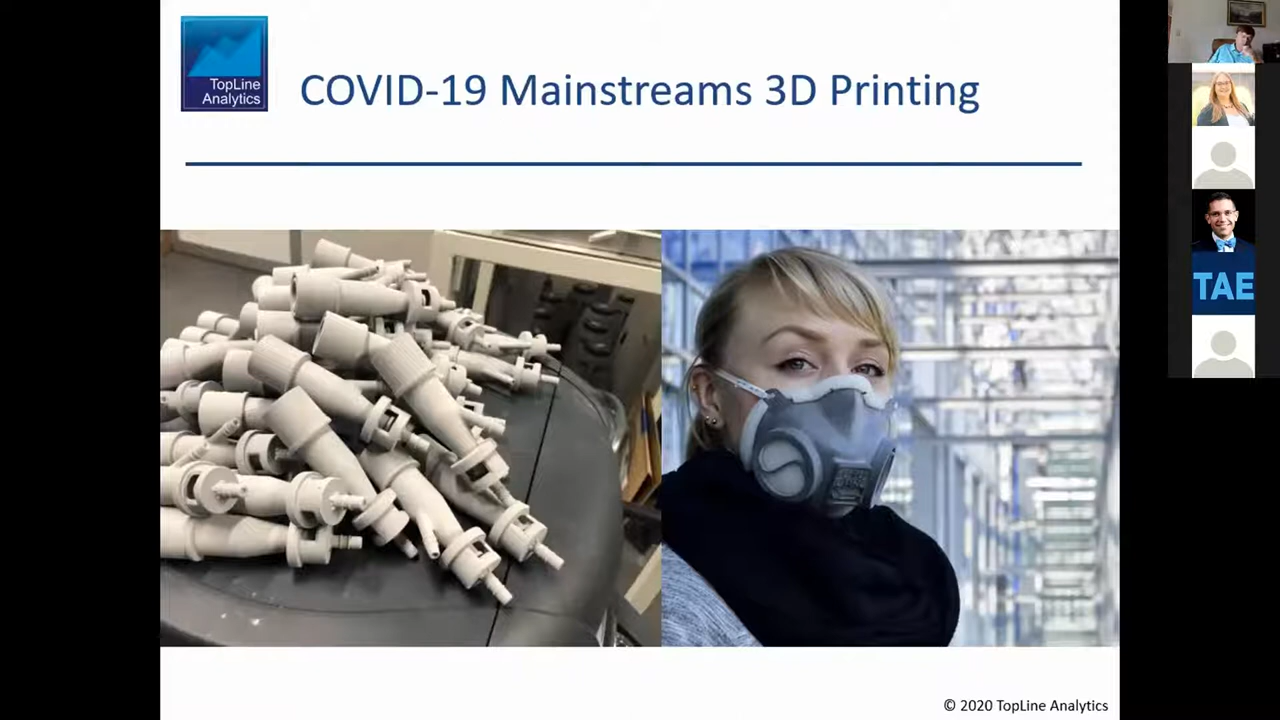 TopLine
Analytics
COVID-19 Mainstreams 3D Printing
TAE
© 2020 TopLine Analytics